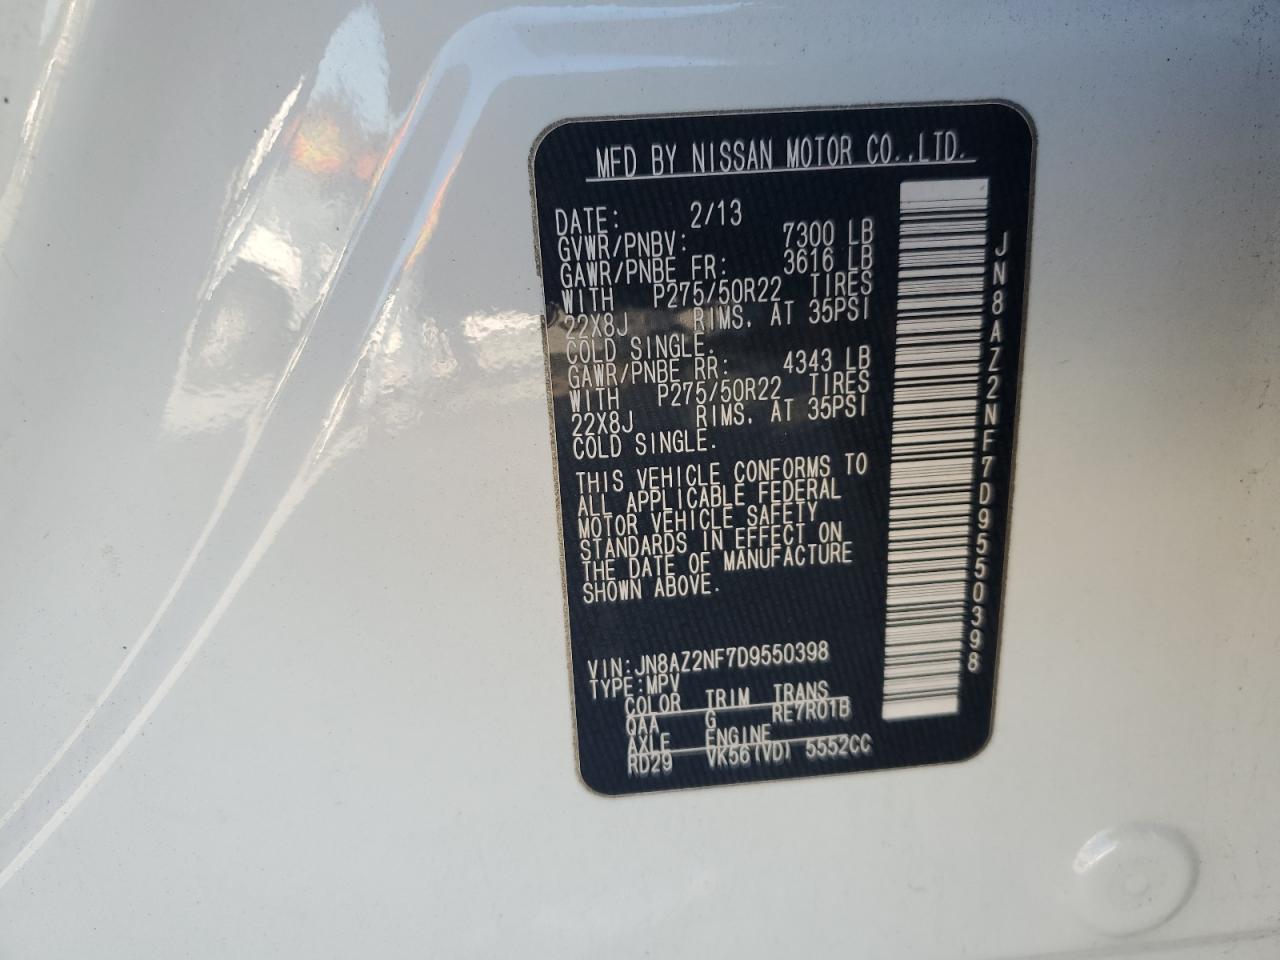 MFD BY NISSAN MOTOR CO.,LTD.
DATE: 2/13
GVWR/PNBV: 7300 LB
GAWR/PNBE FR: 3616 LB
WITH P275/50R22 TIRES
22X8J RIMS, AT 35PSI
COLD SINGLE.
GAWR/PNBE RR: 4343 LB
WITH P275/50R22 TIRES
22X8J RIMS, AT 35PSI
COLD SINGLE.
THIS VEHICLE CONFORMS TO
ALL APPLICABLE FEDERAL
MOTOR VEHICLE SAFETY
STANDARDS IN EFFECT ON
THE DATE OF MANUFACTURE
SHOWN ABOVE.
VIN:JN8AZ2NF7D9550398
TYPE:MPV
COLOR TRIM TRANS
QAA G RE7R01B
AXLE ENGINE
RD29 VK56(VD) 5552CC
JN8AZ2NF7D9550398